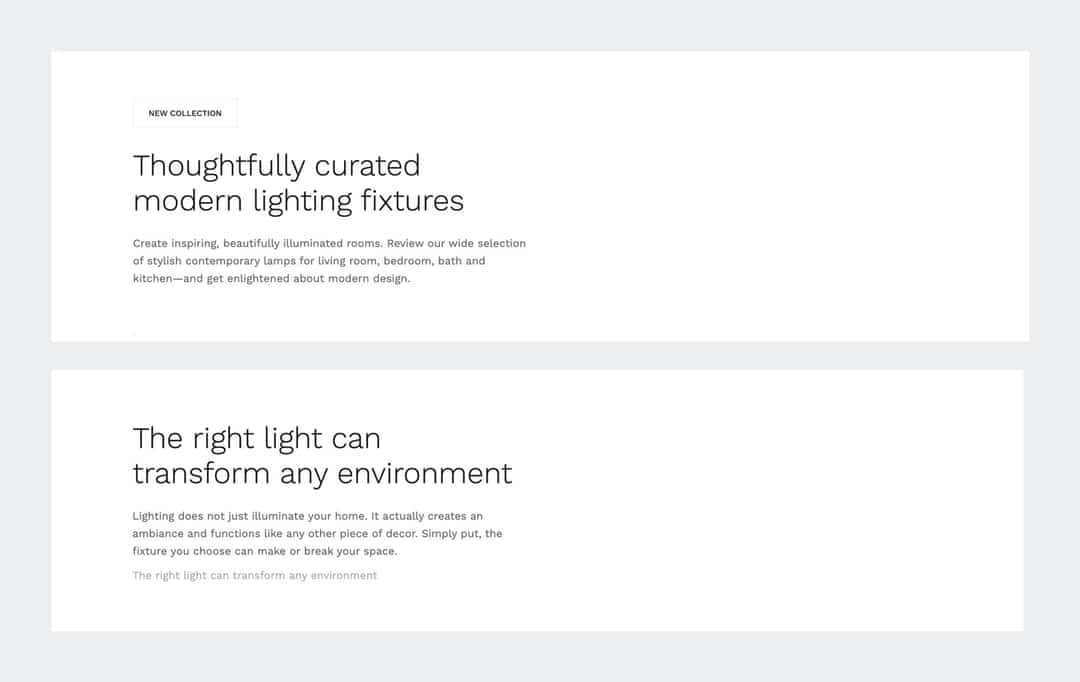 NEW COLLECTION
Thoughtfully curated
modern lighting fixtures
Create inspiring, beautifully illuminated rooms. Review our wide selection
of stylish contemporary lamps for living room, bedroom, bath and
kitchen—and get enlightened about modern design.
The right light can
transform any environment
Lighting does not just illuminate your home. It actually creates an
ambiance and functions like any other piece of decor. Simply put, the
fixture you choose can make or break your space.
The right light can transform any environment